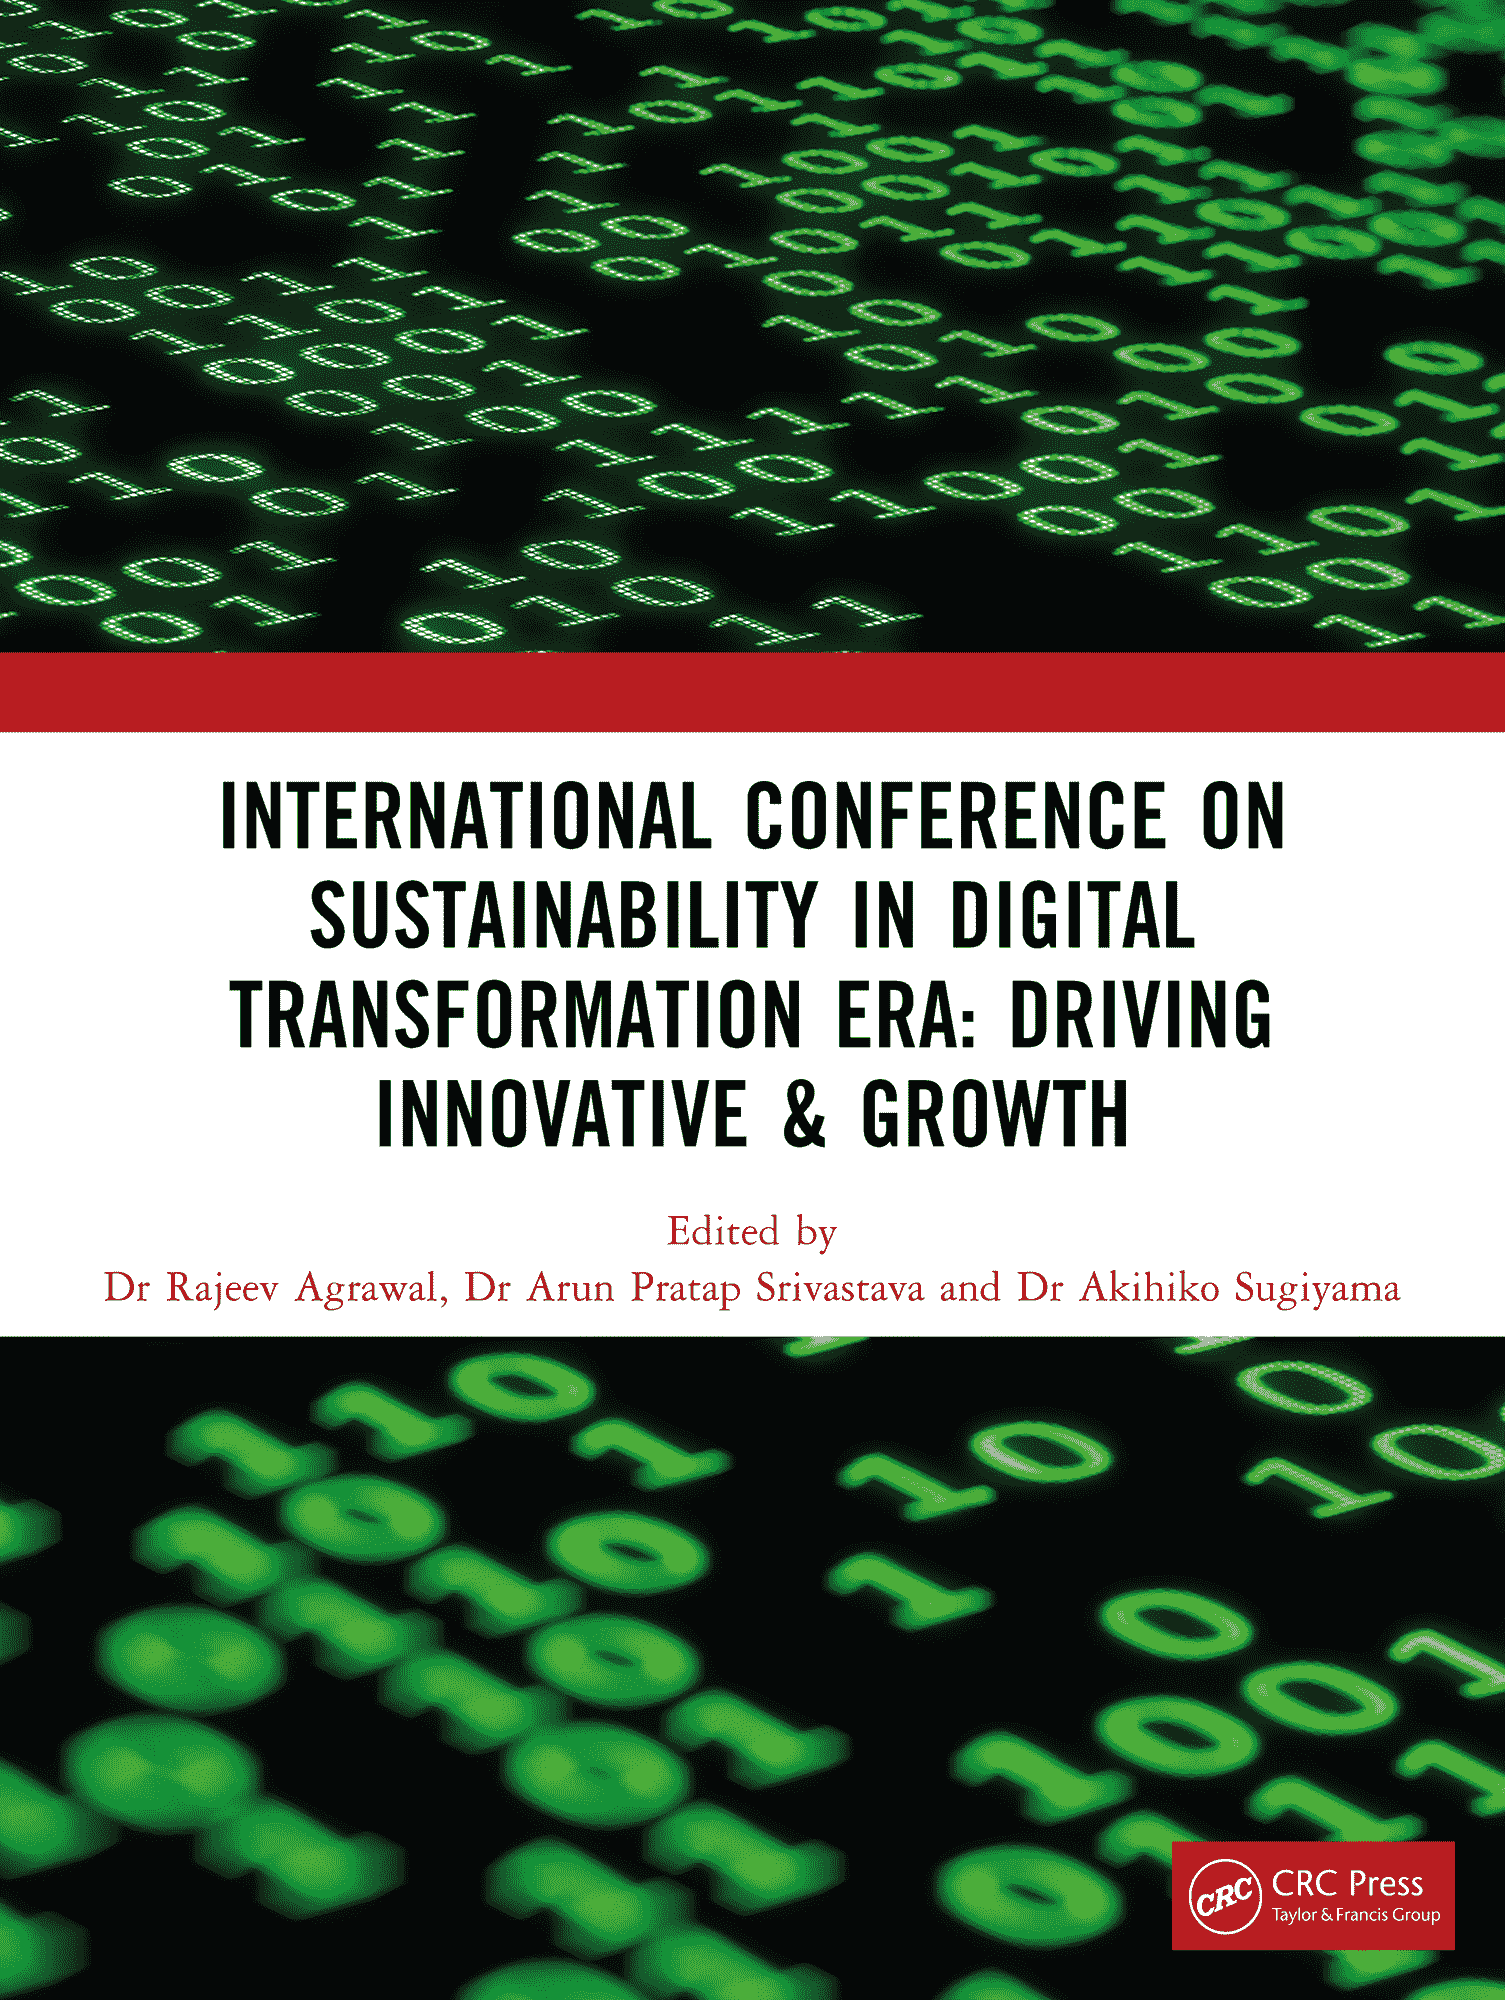 INTERNATIONAL CONFERENCE ON
SUSTAINABILITY IN DIGITAL
TRANSFORMATION ERA: DRIVING
INNOVATIVE & GROWTH
Edited by
Dr Rajeev Agrawal, Dr Arun Pratap Srivastava and Dr Akihiko Sugiyama
CRC
CRC Press
Taylor & Francis Group